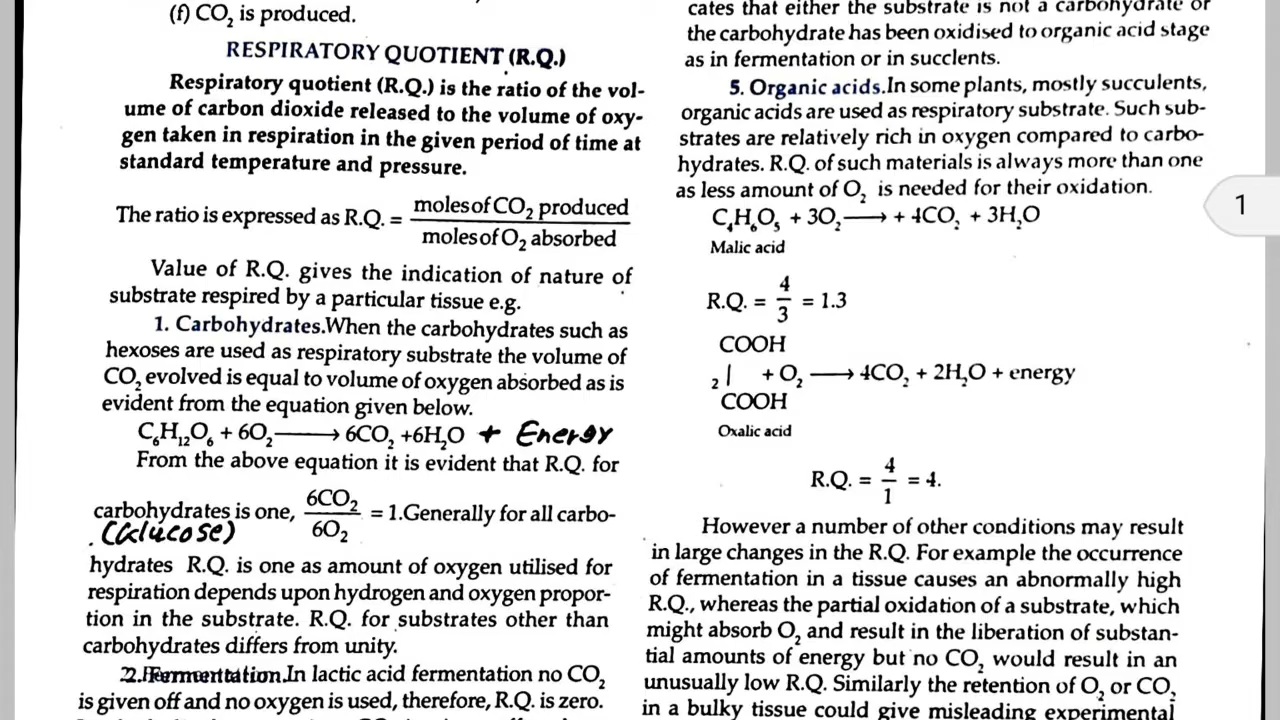 (f) CO₂ is produced.
RESPIRATORY QUOTIENT (R.Q.)
Respiratory quotient (R.Q.) is the ratio of the vol-
ume of carbon dioxide released to the volume of oxy-
gen taken in respiration in the given period of time at
standard temperature and pressure.
The ratio is expressed as R.Q. = moles of CO₂ produced / moles of O₂ absorbed
Value of R.Q. gives the indication of nature of
substrate respired by a particular tissue e.g.
1. Carbohydrates.When the carbohydrates such as
hexoses are used as respiratory substrate the volume of
CO₂ evolved is equal to volume of oxygen absorbed as is
evident from the equation given below.
C₆H₁₂O₆ + 6O₂ ⟶ 6CO₂ +6H₂O + Energy
From the above equation it is evident that R.Q. for
carbohydrates is one, 6CO₂ / 6O₂ = 1.Generally for all carbo-
(Glucose)
hydrates R.Q. is one as amount of oxygen utilised for
respiration depends upon hydrogen and oxygen propor-
tion in the substrate. R.Q. for substrates other than
carbohydrates differs from unity.
2. Fermentation.In lactic acid fermentation no CO₂
is given off and no oxygen is used, therefore, R.Q. is zero.
cates that either the substrate is not a carbohydrate or
the carbohydrate has been oxidised to organic acid stage
as in fermentation or in succlents.
5. Organic acids.In some plants, mostly succulents,
organic acids are used as respiratory substrate. Such sub-
strates are relatively rich in oxygen compared to carbo-
hydrates. R.Q. of such materials is always more than one
as less amount of O₂ is needed for their oxidation.
C₄H₆O₅ + 3O₂ ⟶ + 4CO₂ + 3H₂O
Malic acid
R.Q. = 4/3 = 1.3
COOH
2 | + O₂ ⟶ 4CO₂ + 2H₂O + energy
COOH
Oxalic acid
R.Q. = 4/1 = 4.
However a number of other conditions may result
in large changes in the R.Q. For example the occurrence
of fermentation in a tissue causes an abnormally high
R.Q., whereas the partial oxidation of a substrate, which
might absorb O₂ and result in the liberation of substan-
tial amounts of energy but no CO₂ would result in an
unusually low R.Q. Similarly the retention of O₂ or CO₂
in a bulky tissue could give misleading experimental
1